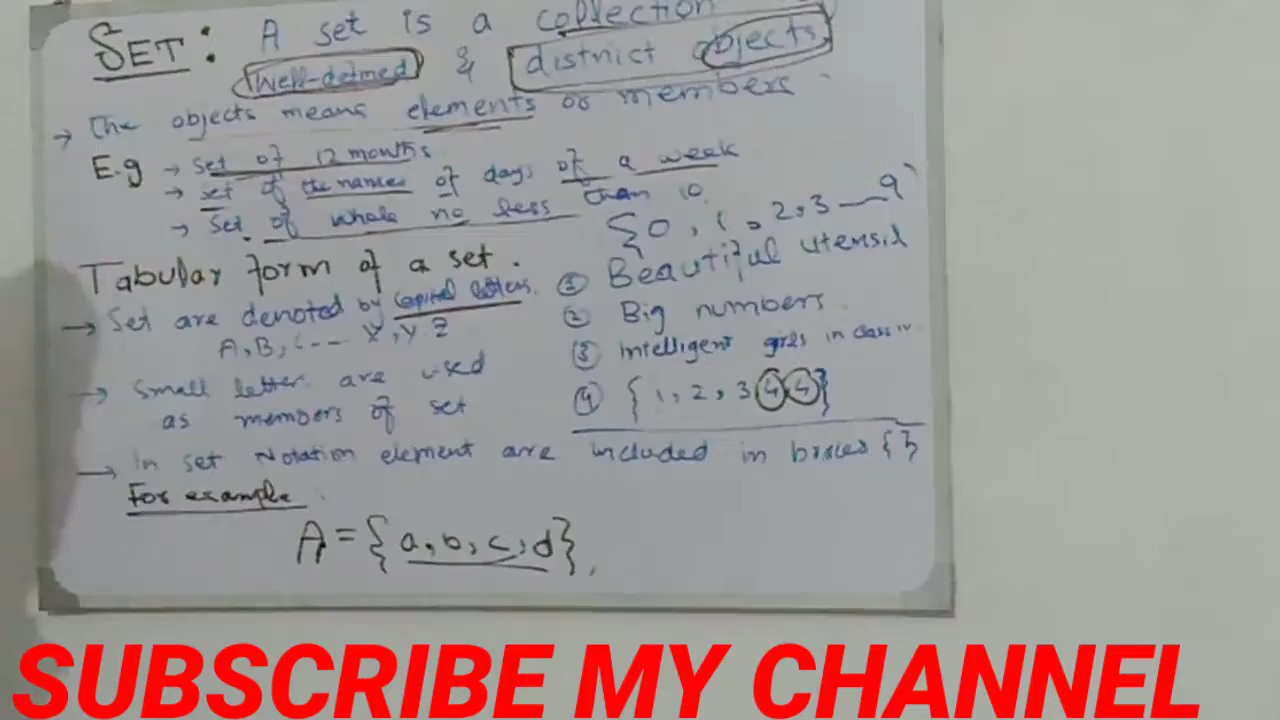 SET: A set is a collection
well-defined & district objects
→ The objects means elements or members
E.g → set of 12 months
→ set of the names of days of a week
→ Set of whole no less than 10
{0, 1, 2, 3 — 9
Tabular form of a set.
→ Set are denoted by capital letters.
A, B, C --- X, Y Z
→ Small letter are used
as members of set
① Beautiful utensil
② Big numbers
③ intelligent girls in class iv
④ { 1, 2, 3 4 4}
→ In set Notation element are included in braces { }
For example
A = { a, b, c, d }.
SUBSCRIBE MY CHANNEL